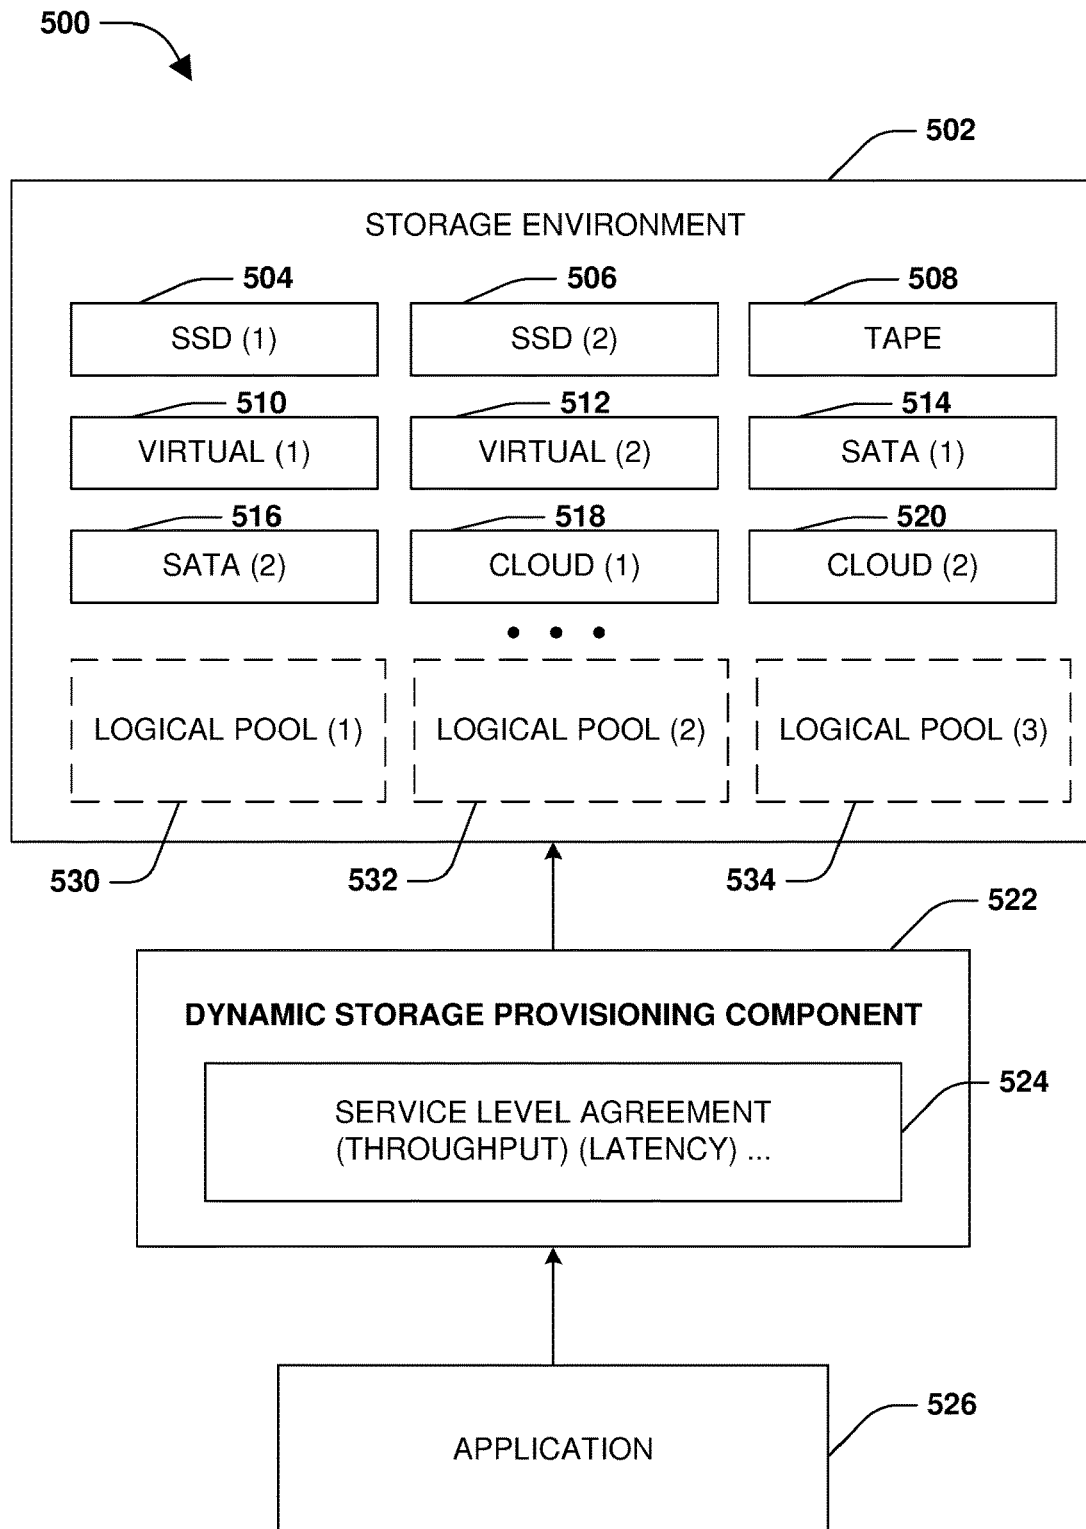 500
502
STORAGE ENVIRONMENT
504 506 508
SSD (1) SSD (2) TAPE
510 512 514
VIRTUAL (1) VIRTUAL (2) SATA (1)
516 518 520
SATA (2) CLOUD (1) CLOUD (2)
• • •
LOGICAL POOL (1) LOGICAL POOL (2) LOGICAL POOL (3)
530 532 534
522
DYNAMIC STORAGE PROVISIONING COMPONENT
524
SERVICE LEVEL AGREEMENT
(THROUGHPUT) (LATENCY) ...
526
APPLICATION